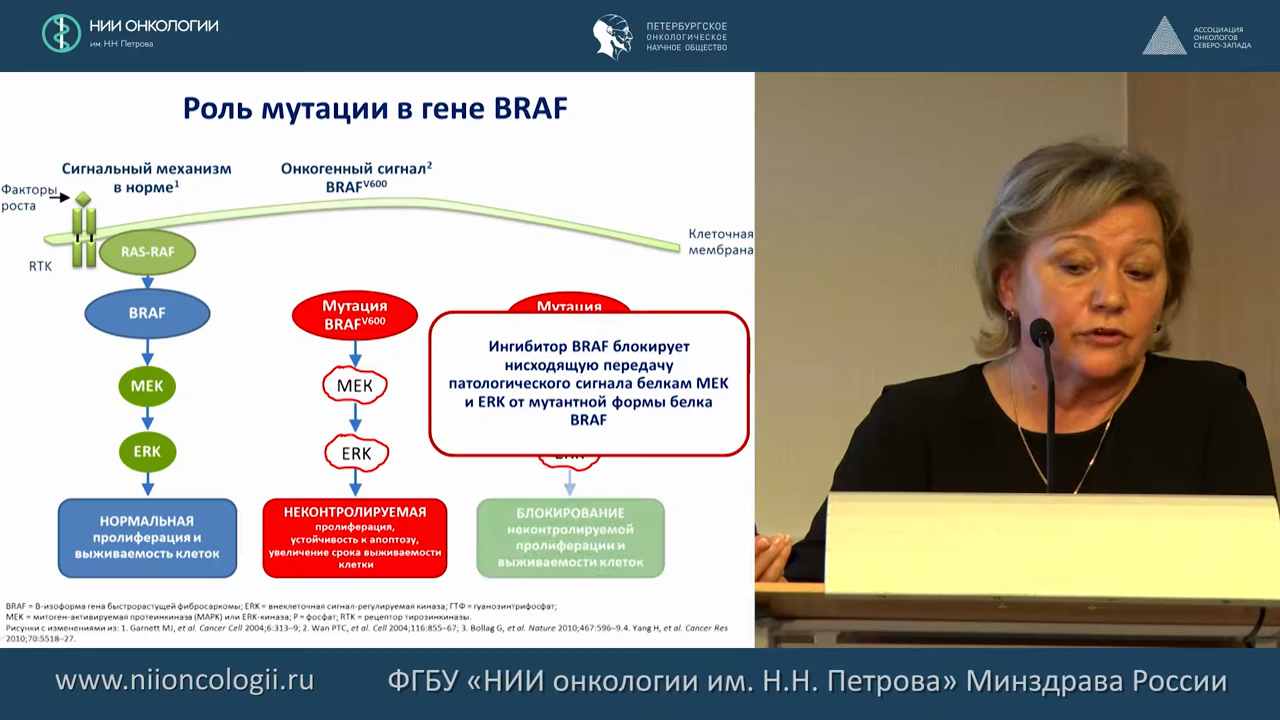 НИИ ОНКОЛОГИИ
им. Н.Н. Петрова
ПЕТЕРБУРГСКОЕ
ОНКОЛОГИЧЕСКОЕ
НАУЧНОЕ ОБЩЕСТВО
АССОЦИАЦИЯ
ОНКОЛОГОВ
СЕВЕРО-ЗАПАДА
Роль мутации в гене BRAF
Сигнальный механизм
в норме1
Онкогенный сигнал2
BRAFV600
Факторы
роста
Клеточная
мембрана
RTK
RAS-RAF
BRAF
MEK
ERK
НОРМАЛЬНАЯ
пролиферация и
выживаемость клеток
Мутация
BRAFV600
MEK
ERK
НЕКОНТРОЛИРУЕМАЯ
пролиферация,
устойчивость к апоптозу,
увеличение срока выживаемости
клетки
Мутация
Ингибитор BRAF блокирует
нисходящую передачу
патологического сигнала белкам MEK
и ERK от мутантной формы белка
BRAF
БЛОКИРОВАНИЕ
неконтролируемой
пролиферации и
выживаемости клеток
BRAF = B-изоформа гена быстрорастущей фибросаркомы; ERK = внеклеточная сигнал-регулируемая киназа; ГТФ = гуанозинтрифосфат;
MEK = митоген-активируемая протеинкиназа (MAPK) или ERK-киназа; P = фосфат; RTK = рецептор тирозинкиназы.
Рисунки с изменениями из: 1. Garnett MJ, et al. Cancer Cell 2004;6:313–9; 2. Wan PTC, et al. Cell 2004;116:855–67; 3. Bollag G, et al. Nature 2010;467:596–9.4. Yang H, et al. Cancer Res
2010;70:5518–27.
www.niioncologii.ru
ФГБУ «НИИ онкологии им. Н.Н. Петрова» Минздрава России